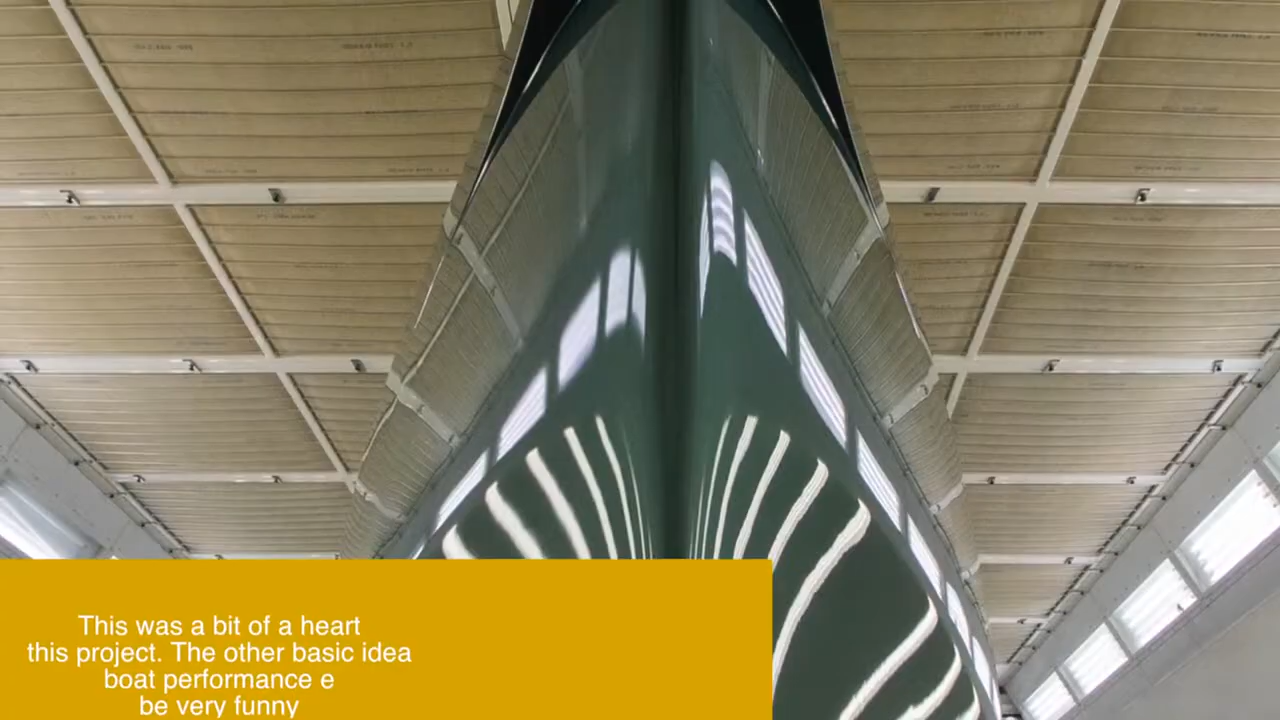 This was a bit of a heart
this project. The other basic idea
boat performance e
be very funny